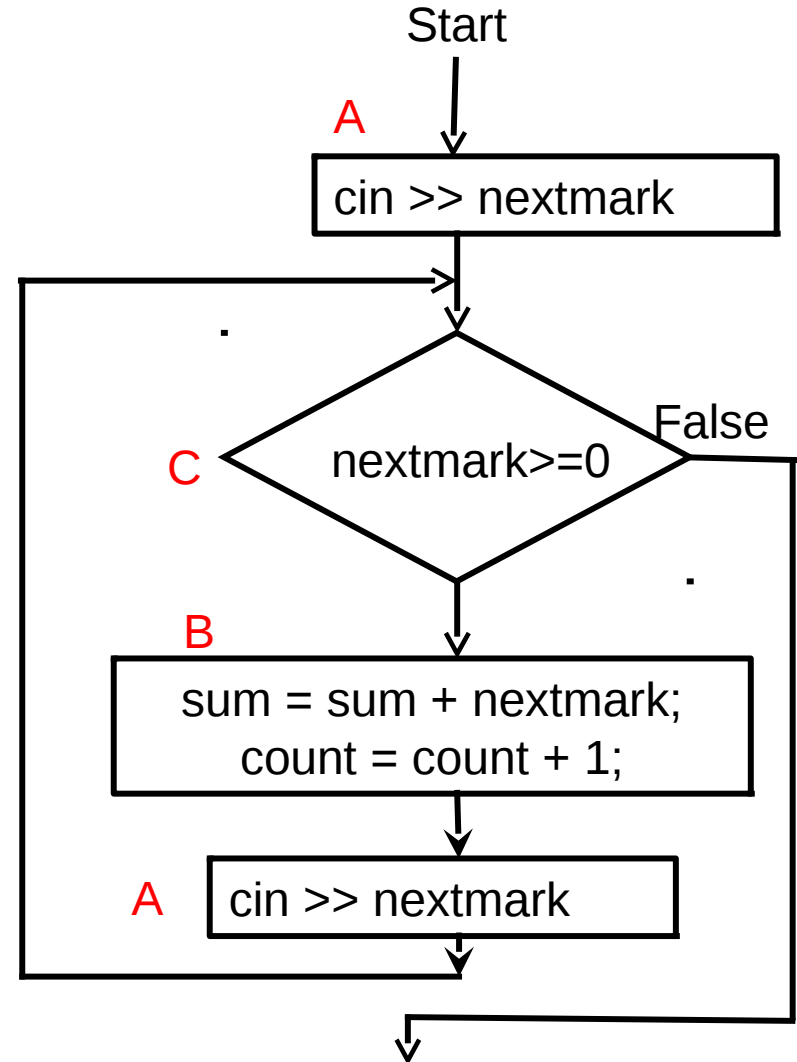 Start
A
cin >> nextmark
False
C
nextmark>=0
B
sum = sum + nextmark;
count = count + 1;
A
cin >> nextmark